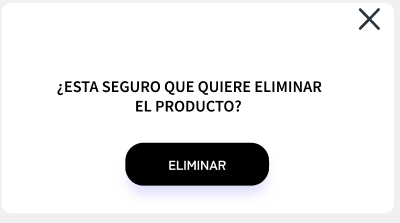 ¿ESTA SEGURO QUE QUIERE ELIMINAR
EL PRODUCTO?
ELIMINAR